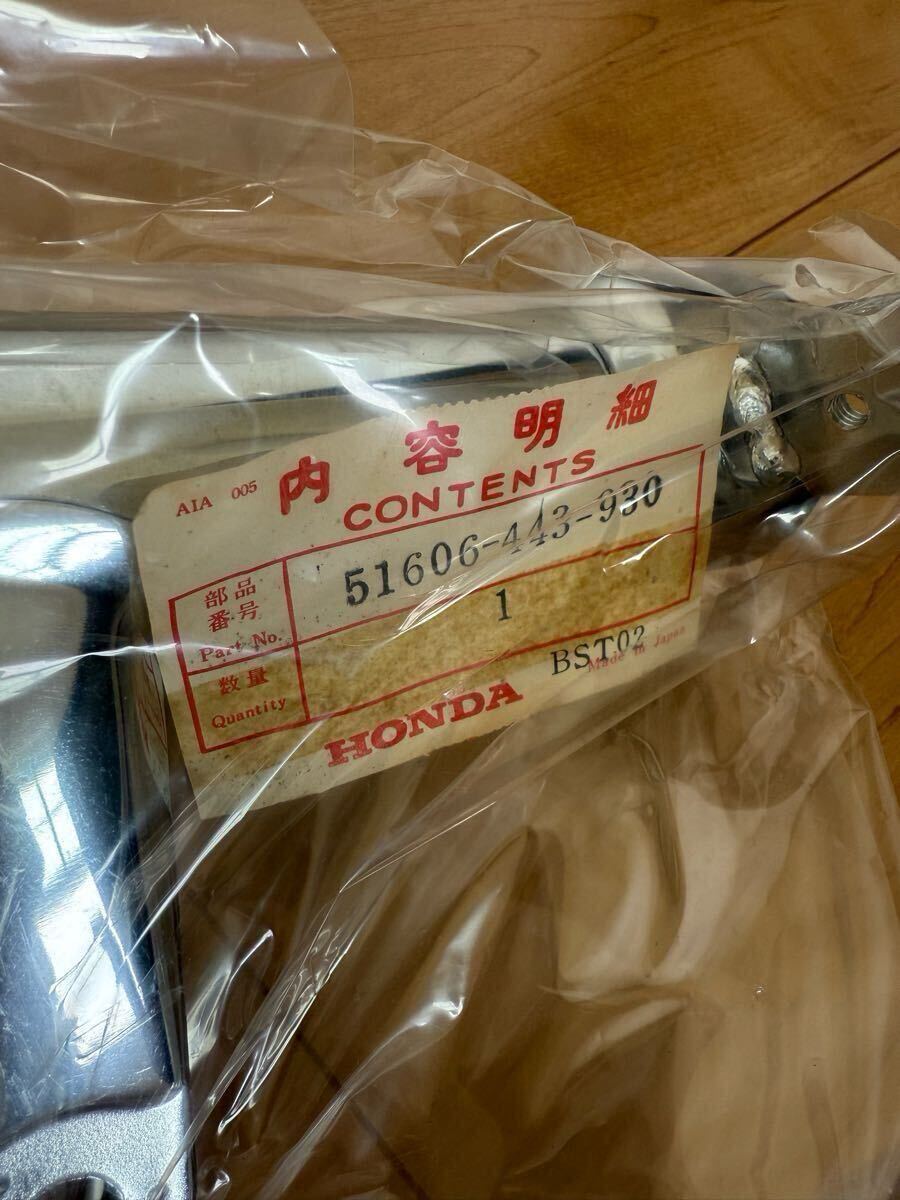 AIA 005
内容明細
CONTENTS
部品
番号
Part No.
51606-443-930
数量
Quantity
1
BST02
Made in Japan
HONDA